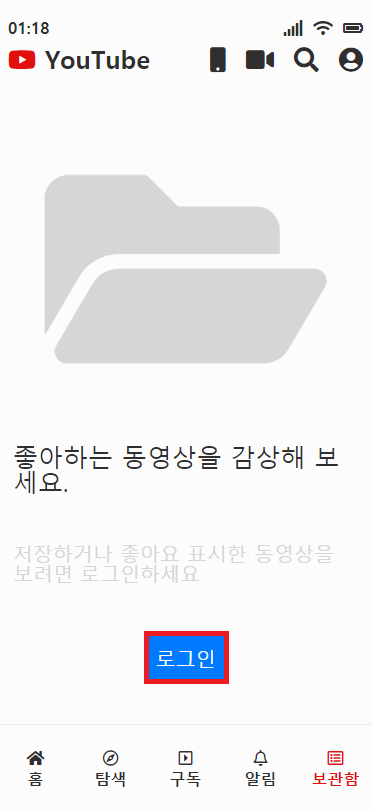 01:18
YouTube
좋아하는 동영상을 감상해 보
세요.
저장하거나 좋아요 표시한 동영상을
보려면 로그인하세요
로그인
홈 탐색 구독 알림 보관함